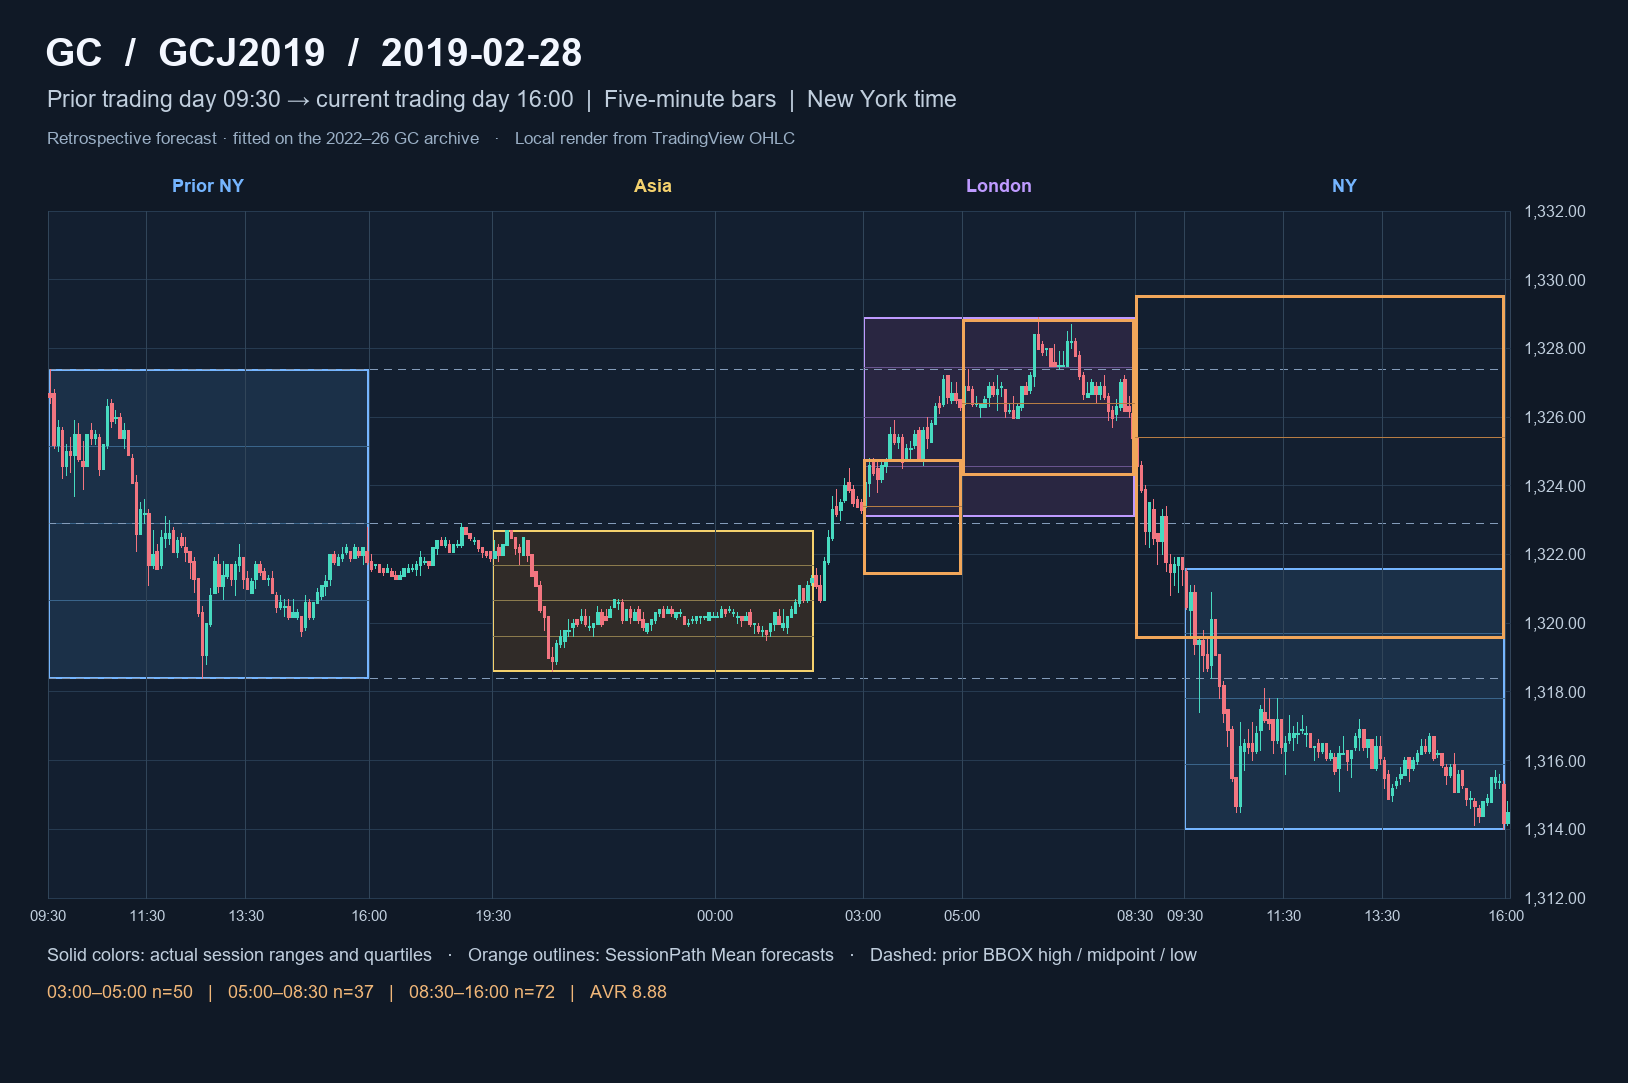 GC / GCJ2019 / 2019-02-28
Prior trading day 09:30 → current trading day 16:00 | Five-minute bars | New York time
Retrospective forecast · fitted on the 2022–26 GC archive · Local render from TradingView OHLC
Prior NY Asia London NY
1,332.00
1,330.00
1,328.00
1,326.00
1,324.00
1,322.00
1,320.00
1,318.00
1,316.00
1,314.00
1,312.00
09:30 11:30 13:30 16:00 19:30 00:00 03:00 05:00 08:30 09:30 11:30 13:30 16:00
Solid colors: actual session ranges and quartiles · Orange outlines: SessionPath Mean forecasts · Dashed: prior BBOX high / midpoint / low
03:00–05:00 n=50 | 05:00–08:30 n=37 | 08:30–16:00 n=72 | AVR 8.88